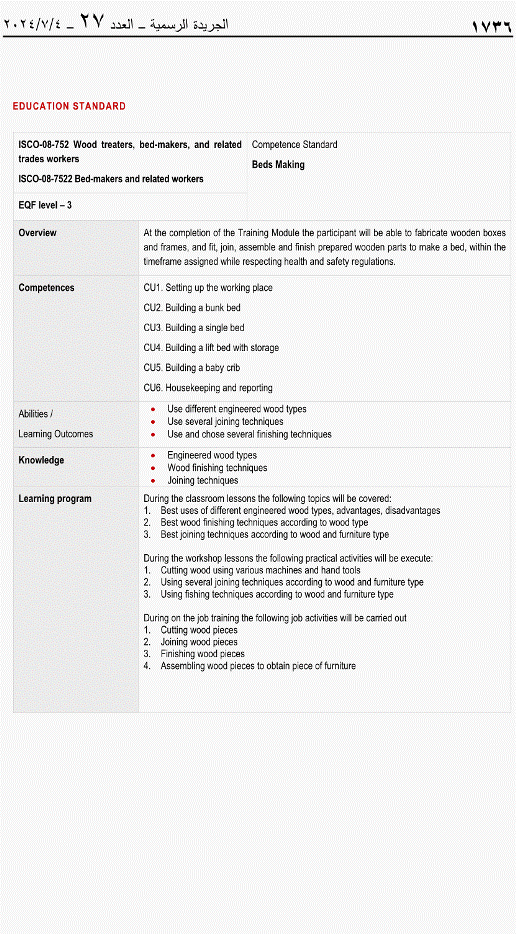 الجريدة الرسمية ـ العدد ٢٧ ـ ٢٠٢٤/٧/٤
١٧٣٦
EDUCATION STANDARD
ISCO-08-752 Wood treaters, bed-makers, and related
trades workers
ISCO-08-7522 Bed-makers and related workers
EQF level – 3
Competence Standard
Beds Making
Overview
At the completion of the Training Module the participant will be able to fabricate wooden boxes
and frames, and fit, join, assemble and finish prepared wooden parts to make a bed, within the
timeframe assigned while respecting health and safety regulations.
Competences
CU1. Setting up the working place
CU2. Building a bunk bed
CU3. Building a single bed
CU4. Building a lift bed with storage
CU5. Building a baby crib
CU6. Housekeeping and reporting
Abilities /
Learning Outcomes
• Use different engineered wood types
• Use several joining techniques
• Use and chose several finishing techniques
Knowledge
• Engineered wood types
• Wood finishing techniques
• Joining techniques
Learning program
During the classroom lessons the following topics will be covered:
1. Best uses of different engineered wood types, advantages, disadvantages
2. Best wood finishing techniques according to wood type
3. Best joining techniques according to wood and furniture type
During the workshop lessons the following practical activities will be execute:
1. Cutting wood using various machines and hand tools
2. Using several joining techniques according to wood and furniture type
3. Using fishing techniques according to wood and furniture type
During on the job training the following job activities will be carried out
1. Cutting wood pieces
2. Joining wood pieces
3. Finishing wood pieces
4. Assembling wood pieces to obtain piece of furniture